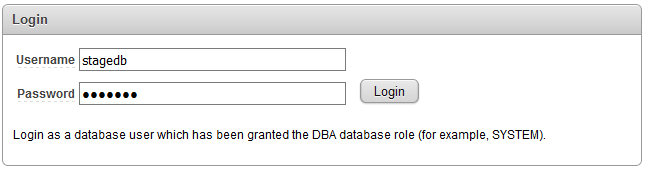 Login
Username stagedb
Password ●●●●●●● Login
Login as a database user which has been granted the DBA database role (for example, SYSTEM).